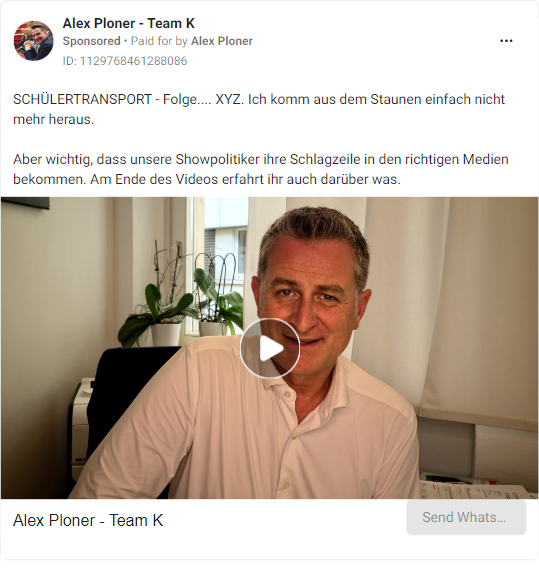 Alex Ploner - Team K
Sponsored • Paid for by Alex Ploner
ID: 1129768461288086
SCHÜLERTRANSPORT - Folge.... XYZ. Ich komm aus dem Staunen einfach nicht
mehr heraus.
Aber wichtig, dass unsere Showpolitiker ihre Schlagzeile in den richtigen Medien
bekommen. Am Ende des Videos erfahrt ihr auch darüber was.
Alex Ploner - Team K
Send Whats...